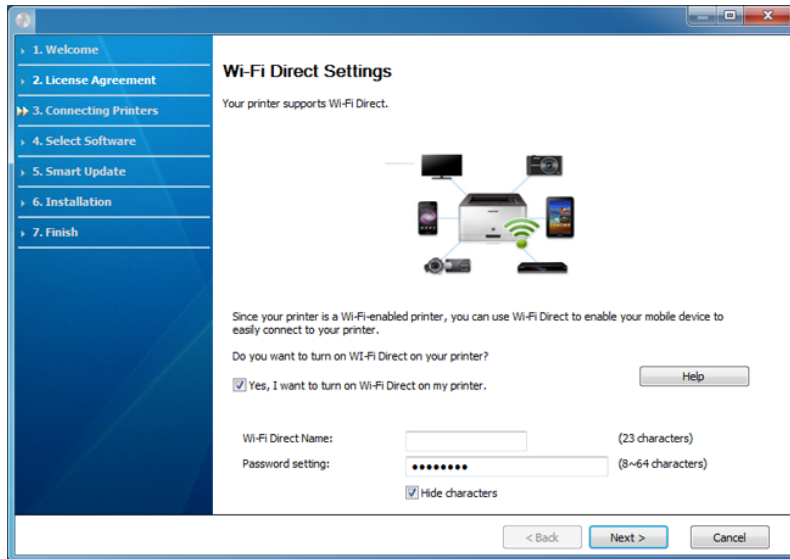 1. Welcome
2. License Agreement
3. Connecting Printers
4. Select Software
5. Smart Update
6. Installation
7. Finish
Wi-Fi Direct Settings
Your printer supports Wi-Fi Direct.
Since your printer is a Wi-Fi-enabled printer, you can use Wi-Fi Direct to enable your mobile device to
easily connect to your printer.
Do you want to turn on WI-Fi Direct on your printer?
Yes, I want to turn on Wi-Fi Direct on my printer.
Help
Wi-Fi Direct Name:
(23 characters)
Password setting:
●●●●●●●●
(8~64 characters)
Hide characters
< Back
Next >
Cancel